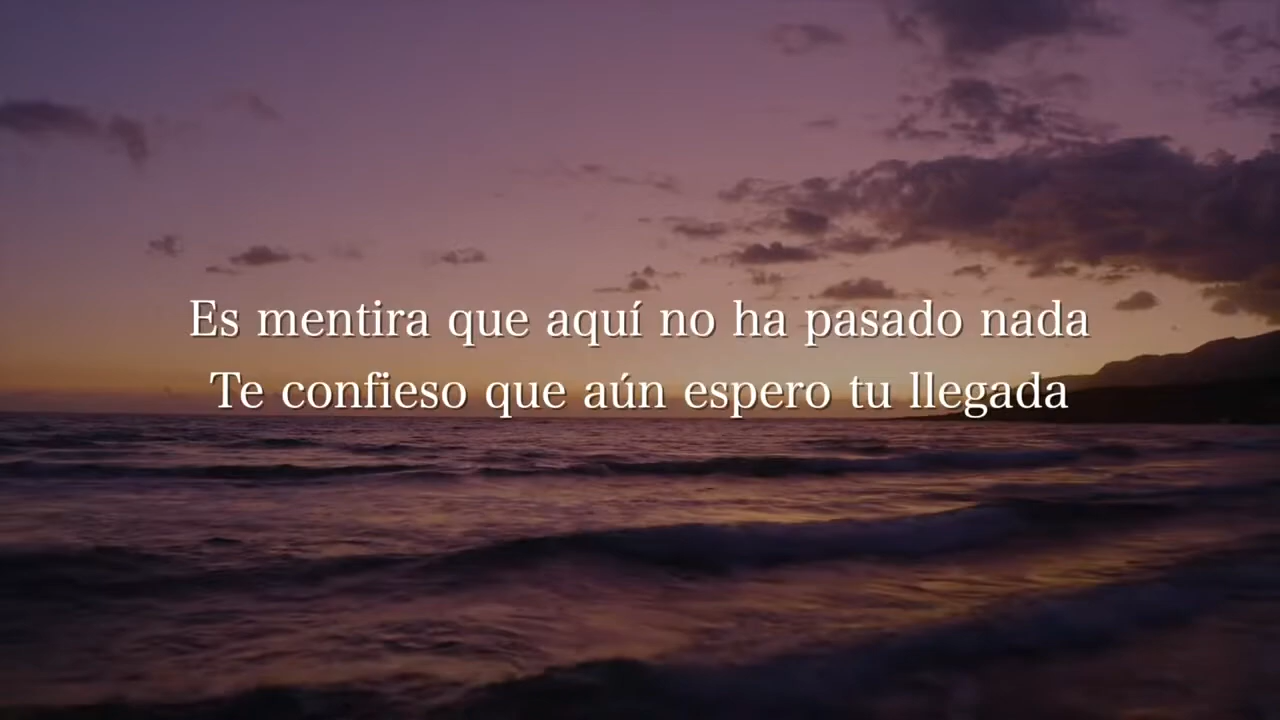 Es mentira que aquí no ha pasado nada
Te confieso que aún espero tu llegada